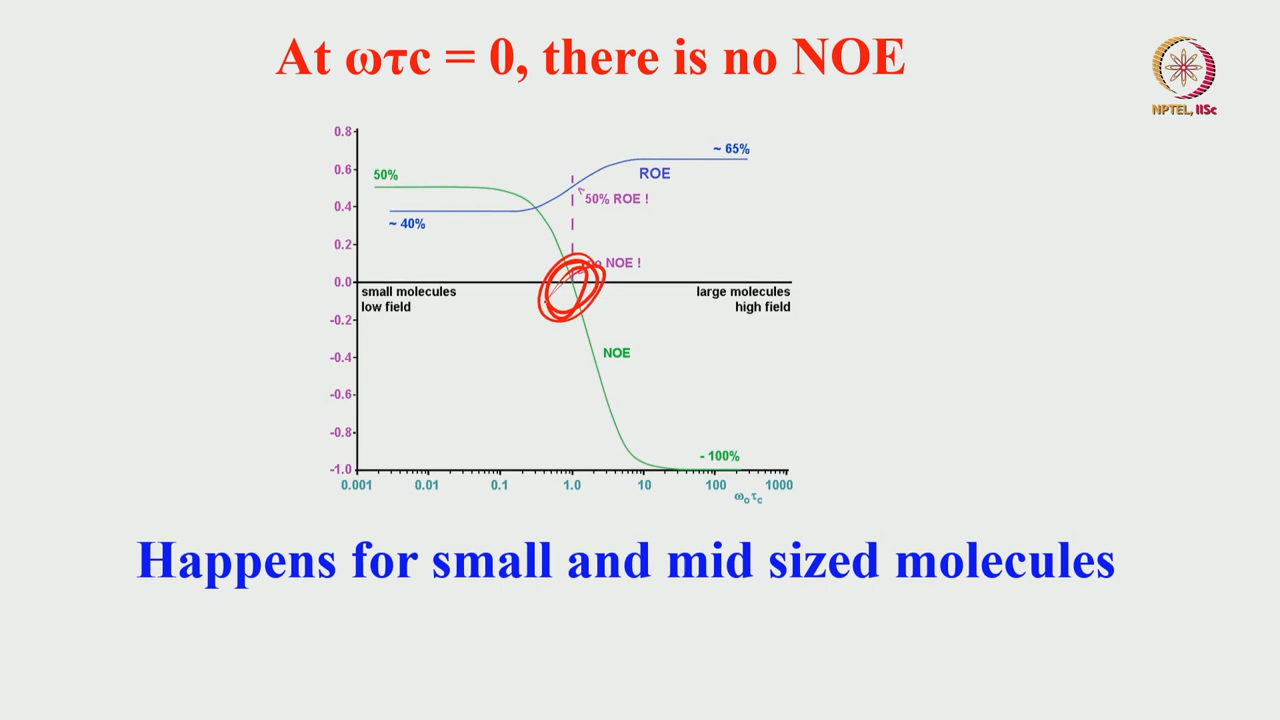 At ωτc = 0, there is no NOE
NPTEL, IISc
0.8
0.6
0.4
0.2
0.0
-0.2
-0.4
-0.6
-0.8
-1.0
50%
~ 40%
~ 65%
ROE
50% ROE !
NOE !
small molecules
low field
large molecules
high field
NOE
- 100%
0.001 0.01 0.1 1.0 10 100 1000
ω₀τc
Happens for small and mid sized molecules